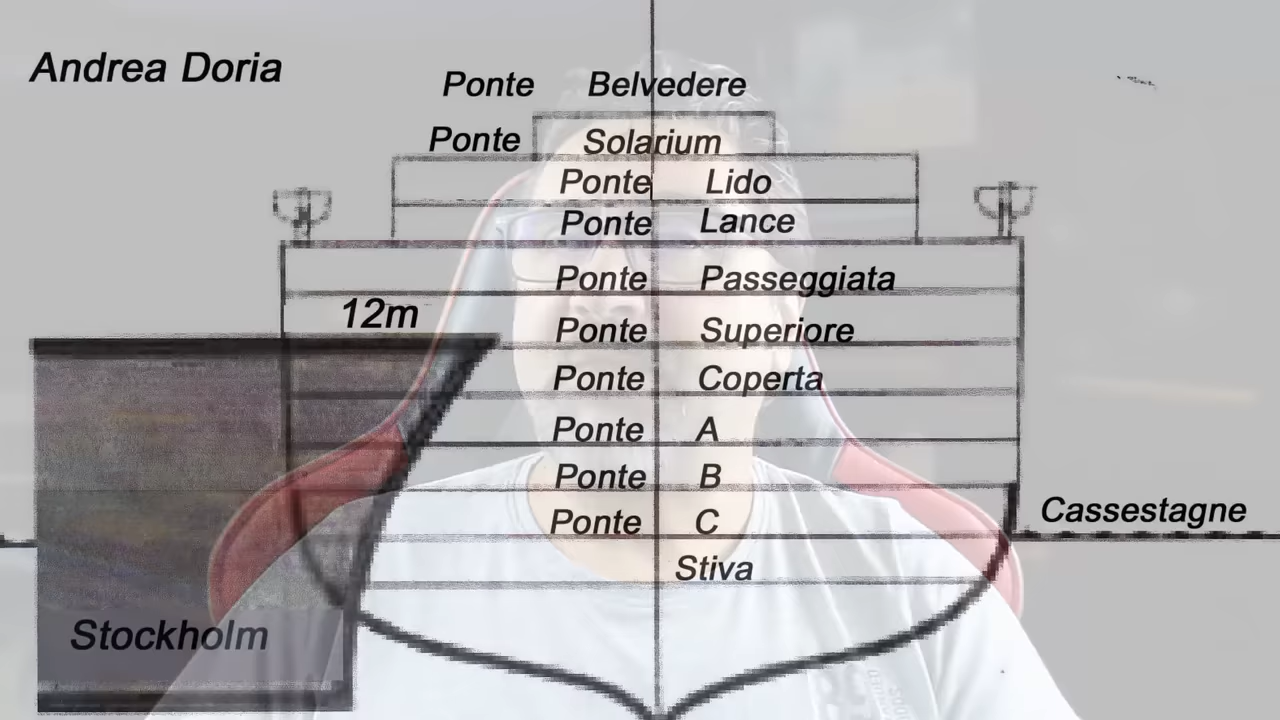 Andrea Doria
Ponte Belvedere
Ponte Solarium
Ponte Lido
Ponte Lance
Ponte Passeggiata
12m
Ponte Superiore
Ponte Coperta
Ponte A
Ponte B
Ponte C
Cassestagne
Stiva
Stockholm